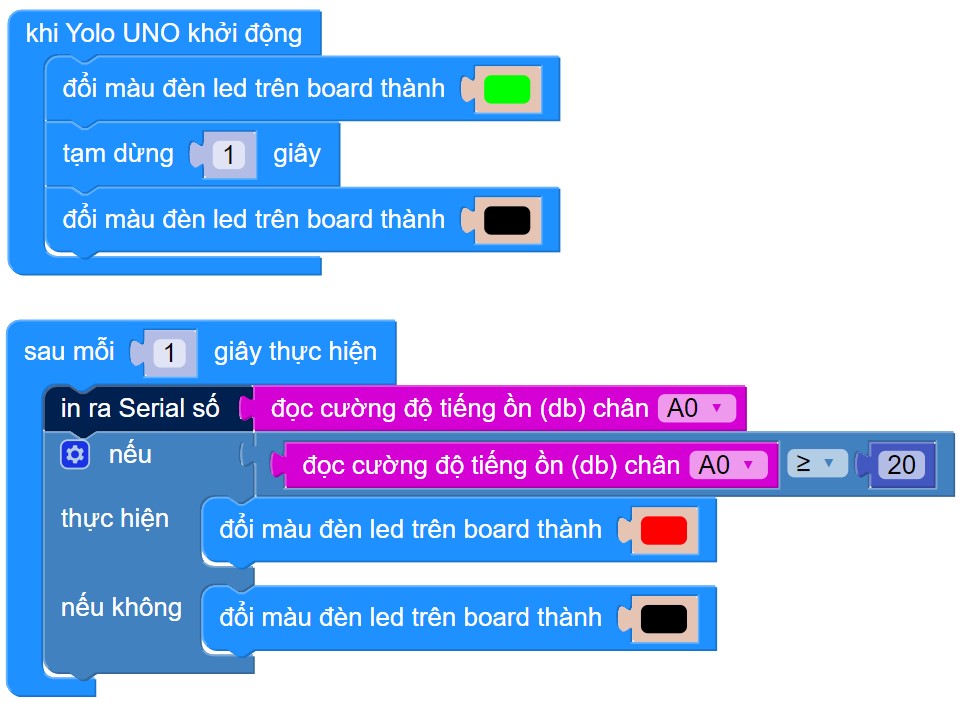 khi Yolo UNO khởi động
đổi màu đèn led trên board thành
tạm dừng 1 giây
đổi màu đèn led trên board thành
sau mỗi 1 giây thực hiện
in ra Serial số đọc cường độ tiếng ồn (db) chân A0
nếu đọc cường độ tiếng ồn (db) chân A0 ≥ 20
thực hiện đổi màu đèn led trên board thành
nếu không đổi màu đèn led trên board thành